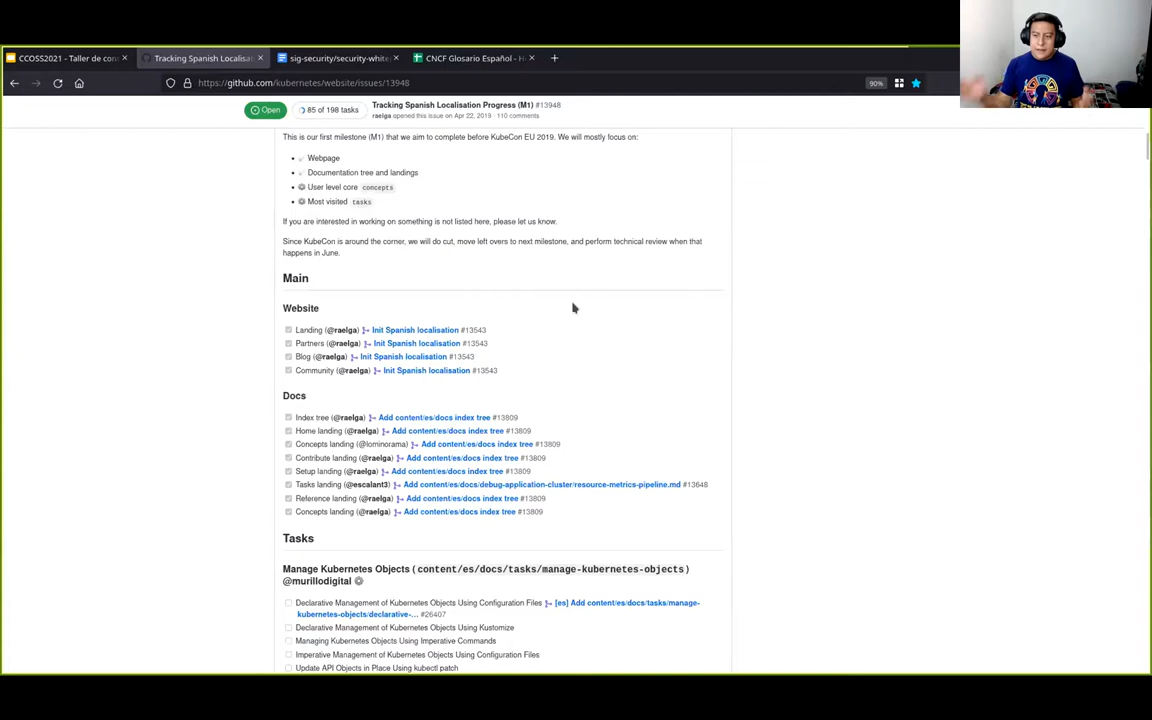 CCOSS2021 - Taller de con
Tracking Spanish Localisat
sig-security/security-white
CNCF Glosario Español - H
https://github.com/kubernetes/website/issues/13948
90%
Open
85 of 198 tasks
Tracking Spanish Localisation Progress (M1) #13948
raelga opened this issue on Apr 22, 2019 · 110 comments
This is our first milestone (M1) that we aim to complete before KubeCon EU 2019. We will mostly focus on:
Webpage
Documentation tree and landings
User level core concepts
Most visited tasks
If you are interested in working on something is not listed here, please let us know.
Since KubeCon is around the corner, we will do cut, move left overs to next milestone, and perform technical review when that
happens in June.
Main
Website
Landing (@raelga) Init Spanish localisation #13543
Partners (@raelga) Init Spanish localisation #13543
Blog (@raelga) Init Spanish localisation #13543
Community (@raelga) Init Spanish localisation #13543
Docs
Index tree (@raelga) Add content/es/docs index tree #13809
Home landing (@raelga) Add content/es/docs index tree #13809
Concepts landing (@lominorama) Add content/es/docs index tree #13809
Contribute landing (@raelga) Add content/es/docs index tree #13809
Setup landing (@raelga) Add content/es/docs index tree #13809
Tasks landing (@escalant3) Add content/es/docs/debug-application-cluster/resource-metrics-pipeline.md #13648
Reference landing (@raelga) Add content/es/docs index tree #13809
Concepts landing (@raelga) Add content/es/docs index tree #13809
Tasks
Manage Kubernetes Objects (content/es/docs/tasks/manage-kubernetes-objects)
@murillodigital
Declarative Management of Kubernetes Objects Using Configuration Files [es] Add content/es/docs/tasks/manage-
kubernetes-objects/declarative-... #26407
Declarative Management of Kubernetes Objects Using Kustomize
Managing Kubernetes Objects Using Imperative Commands
Imperative Management of Kubernetes Objects Using Configuration Files
Update API Objects in Place Using kubectl patch